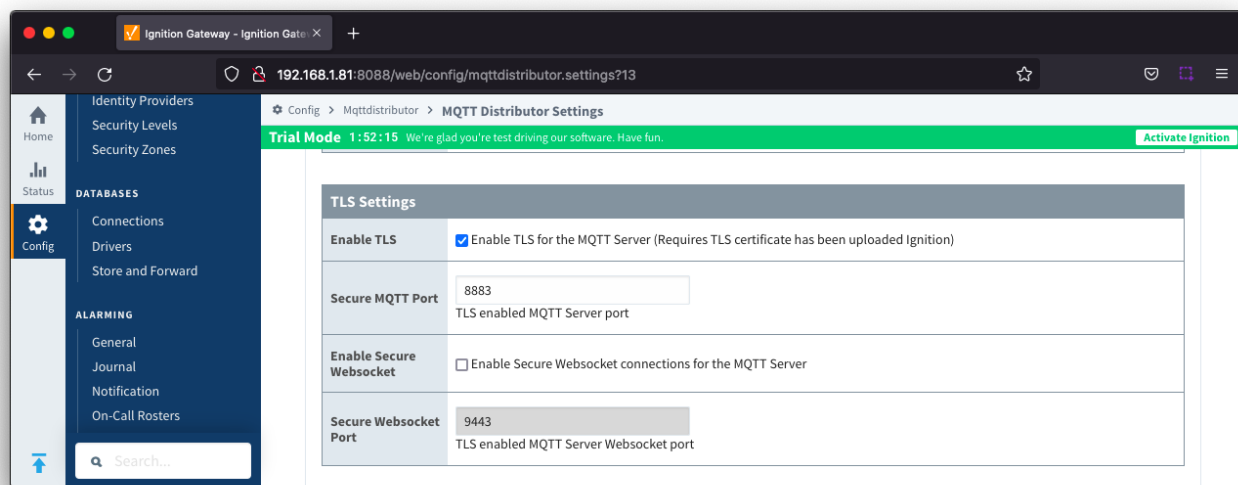 Ignition Gateway - Ignition Gate
192.168.1.81:8088/web/config/mqttdistributor.settings?13
Home
Status
Config
Identity Providers
Security Levels
Security Zones
DATABASES
Connections
Drivers
Store and Forward
ALARMING
General
Journal
Notification
On-Call Rosters
Search...
Config > Mqttdistributor > MQTT Distributor Settings
Trial Mode 1:52:15 We're glad you're test driving our software. Have fun. Activate Ignition
TLS Settings
Enable TLS
Enable TLS for the MQTT Server (Requires TLS certificate has been uploaded Ignition)
Secure MQTT Port
8883
TLS enabled MQTT Server port
Enable Secure
Websocket
Enable Secure Websocket connections for the MQTT Server
Secure Websocket
Port
9443
TLS enabled MQTT Server Websocket port